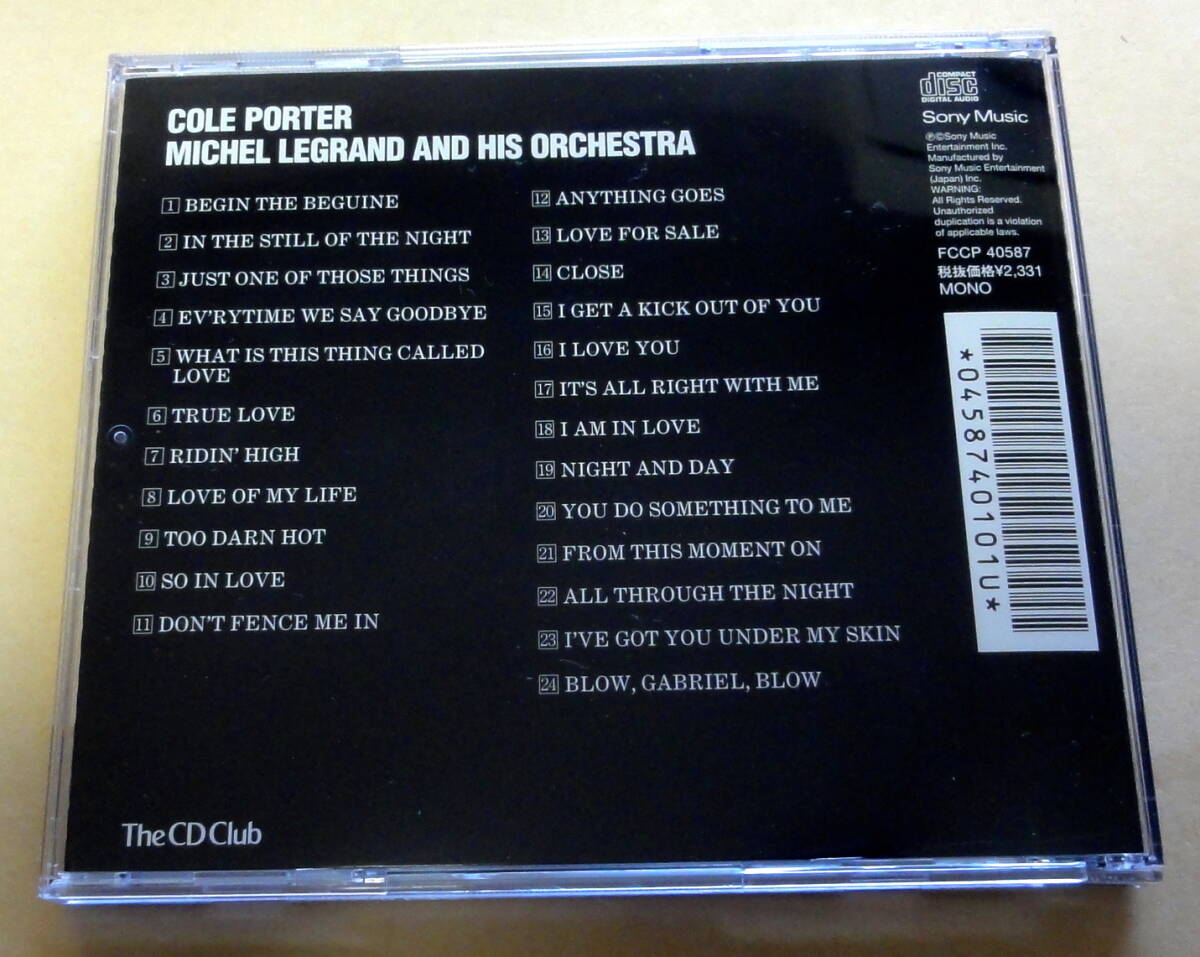 COLE PORTER
MICHEL LEGRAND AND HIS ORCHESTRA
1 BEGIN THE BEGUINE
2 IN THE STILL OF THE NIGHT
3 JUST ONE OF THOSE THINGS
4 EV'RYTIME WE SAY GOODBYE
5 WHAT IS THIS THING CALLED
LOVE
6 TRUE LOVE
7 RIDIN' HIGH
8 LOVE OF MY LIFE
9 TOO DARN HOT
10 SO IN LOVE
11 DON'T FENCE ME IN
12 ANYTHING GOES
13 LOVE FOR SALE
14 CLOSE
15 I GET A KICK OUT OF YOU
16 I LOVE YOU
17 IT'S ALL RIGHT WITH ME
18 I AM IN LOVE
19 NIGHT AND DAY
20 YOU DO SOMETHING TO ME
21 FROM THIS MOMENT ON
22 ALL THROUGH THE NIGHT
23 I'VE GOT YOU UNDER MY SKIN
24 BLOW, GABRIEL, BLOW
COMPACT
disc
DIGITAL AUDIO
Sony Music
℗©Sony Music
Entertainment Inc.
Manufactured by
Sony Music Entertainment
(Japan) Inc.
WARNING:
All Rights Reserved.
Unauthorized
duplication is a violation
of applicable laws.
FCCP 40587
税抜価格¥2,331
MONO
*0458740101U*
The CD Club